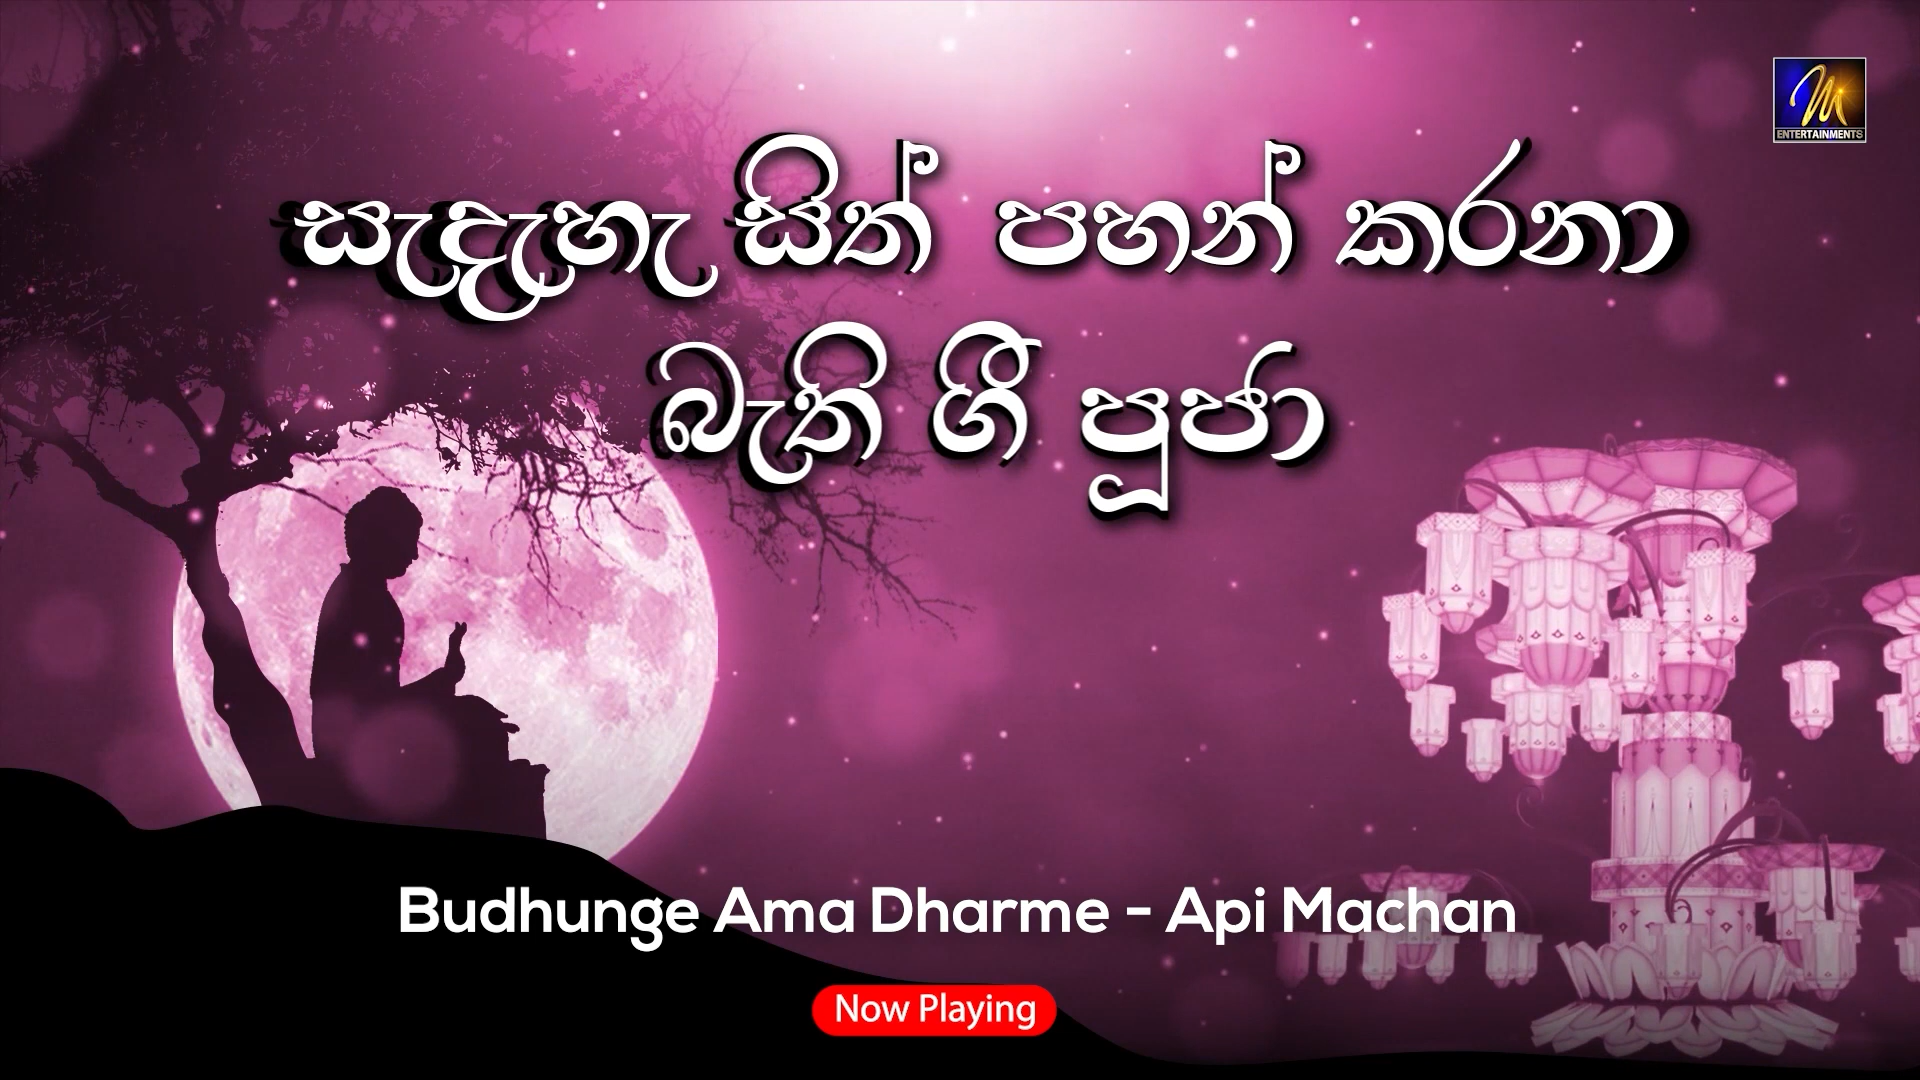 M
ENTERTAINMENTS
සැදැහැ සිත් පහන් කරනා
බැති ගී පූජා
Budhunge Ama Dharme - Api Machan
Now Playing